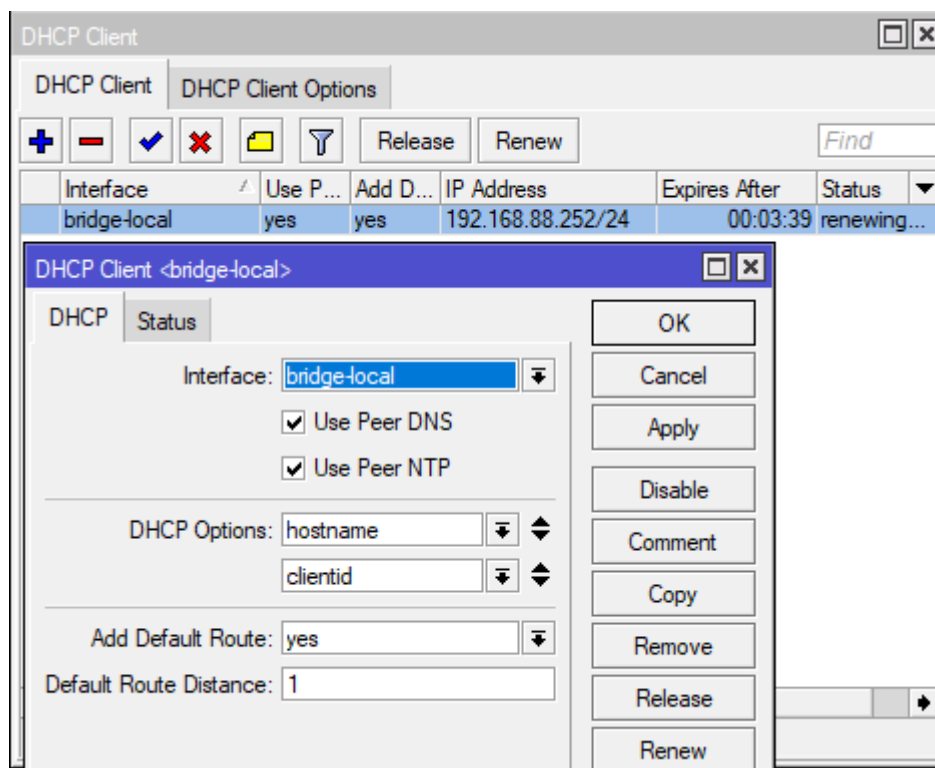 DHCP Client
DHCP Client DHCP Client Options
Release Renew Find
Interface Use P... Add D... IP Address Expires After Status
bridge-local yes yes 192.168.88.252/24 00:03:39 renewing...
DHCP Client <bridge-local>
DHCP Status
OK
Interface: bridge-local
Cancel
Use Peer DNS
Apply
Use Peer NTP
Disable
DHCP Options: hostname
Comment
clientid
Copy
Add Default Route: yes
Remove
Default Route Distance: 1
Release
Renew